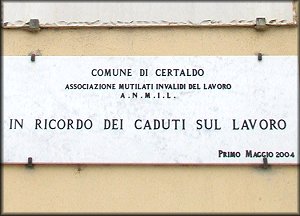 COMUNE DI CERTALDO
ASSOCIAZIONE MUTILATI INVALIDI DEL LAVORO
A.N.M.I.L.
IN RICORDO DEI CADUTI SUL LAVORO
PRIMO MAGGIO 2004